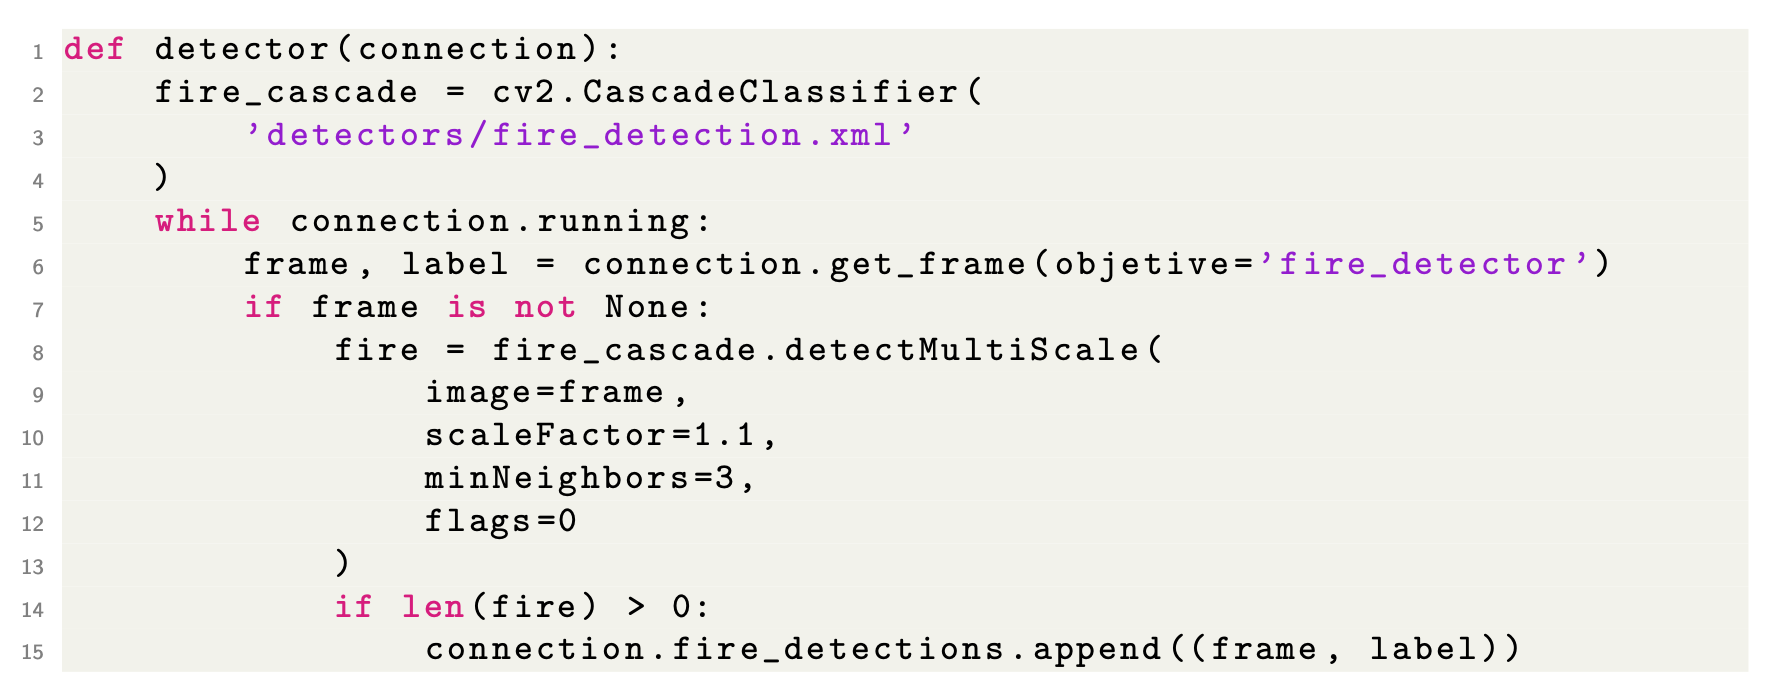 1 def detector(connection):
2     fire_cascade = cv2.CascadeClassifier(
3         'detectors/fire_detection.xml'
4     )
5     while connection.running:
6         frame, label = connection.get_frame(objetive='fire_detector')
7         if frame is not None:
8             fire = fire_cascade.detectMultiScale(
9                 image=frame,
10                 scaleFactor=1.1,
11                 minNeighbors=3,
12                 flags=0
13             )
14             if len(fire) > 0:
15                 connection.fire_detections.append((frame, label))